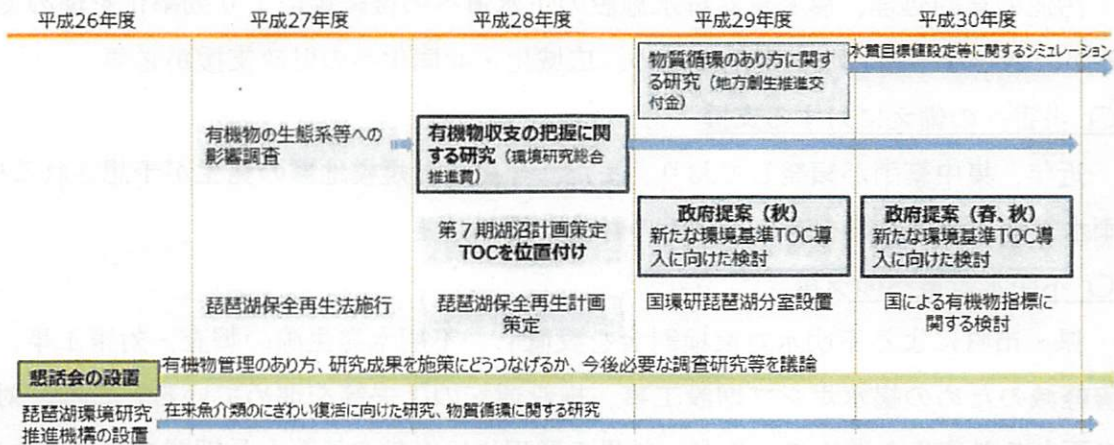 平成26年度 平成27年度 平成28年度 平成29年度 平成30年度
物質循環のあり方に関す
る研究（地方創生推進交
付金）
水質目標値設定等に関するシミュレーション
有機物の生態系等への
影響調査
有機物収支の把握に関
する研究（環境研究総合
推進費）
第７期湖沼計画策定
TOCを位置付け
政府提案（秋）
新たな環境基準TOC導
入に向けた検討
政府提案（春、秋）
新たな環境基準TOC導
入に向けた検討
琵琶湖保全再生法施行
琵琶湖保全再生計画
策定
国環研琵琶湖分室設置
国による有機物指標に
関する検討
懇話会の設置
有機物管理のあり方、研究成果を施策にどうつなげるか、今後必要な調査研究等を議論
琵琶湖環境研究
推進機構の設置
在来魚介類のにぎわい復活に向けた研究、物質循環に関する研究